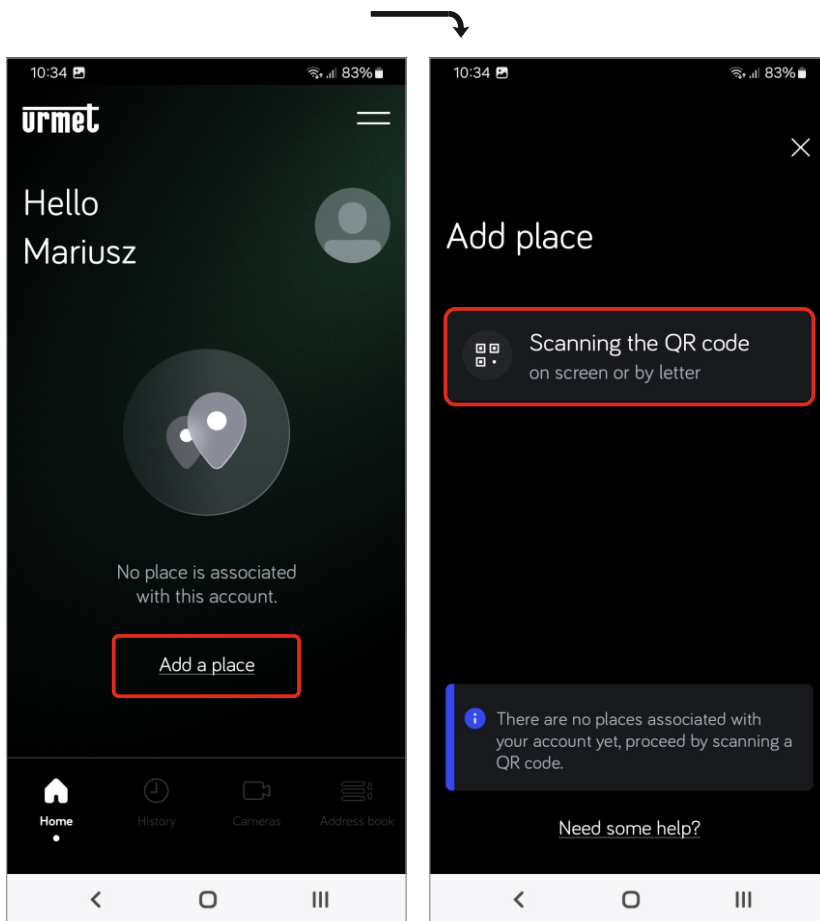 10:34
83%
urmet
Hello
Mariusz
No place is associated
with this account.
Add a place
Home
History
Cameras
Address book
10:34
83%
Add place
Scanning the QR code
on screen or by letter
There are no places associated with
your account yet, proceed by scanning a
QR code.
Need some help?